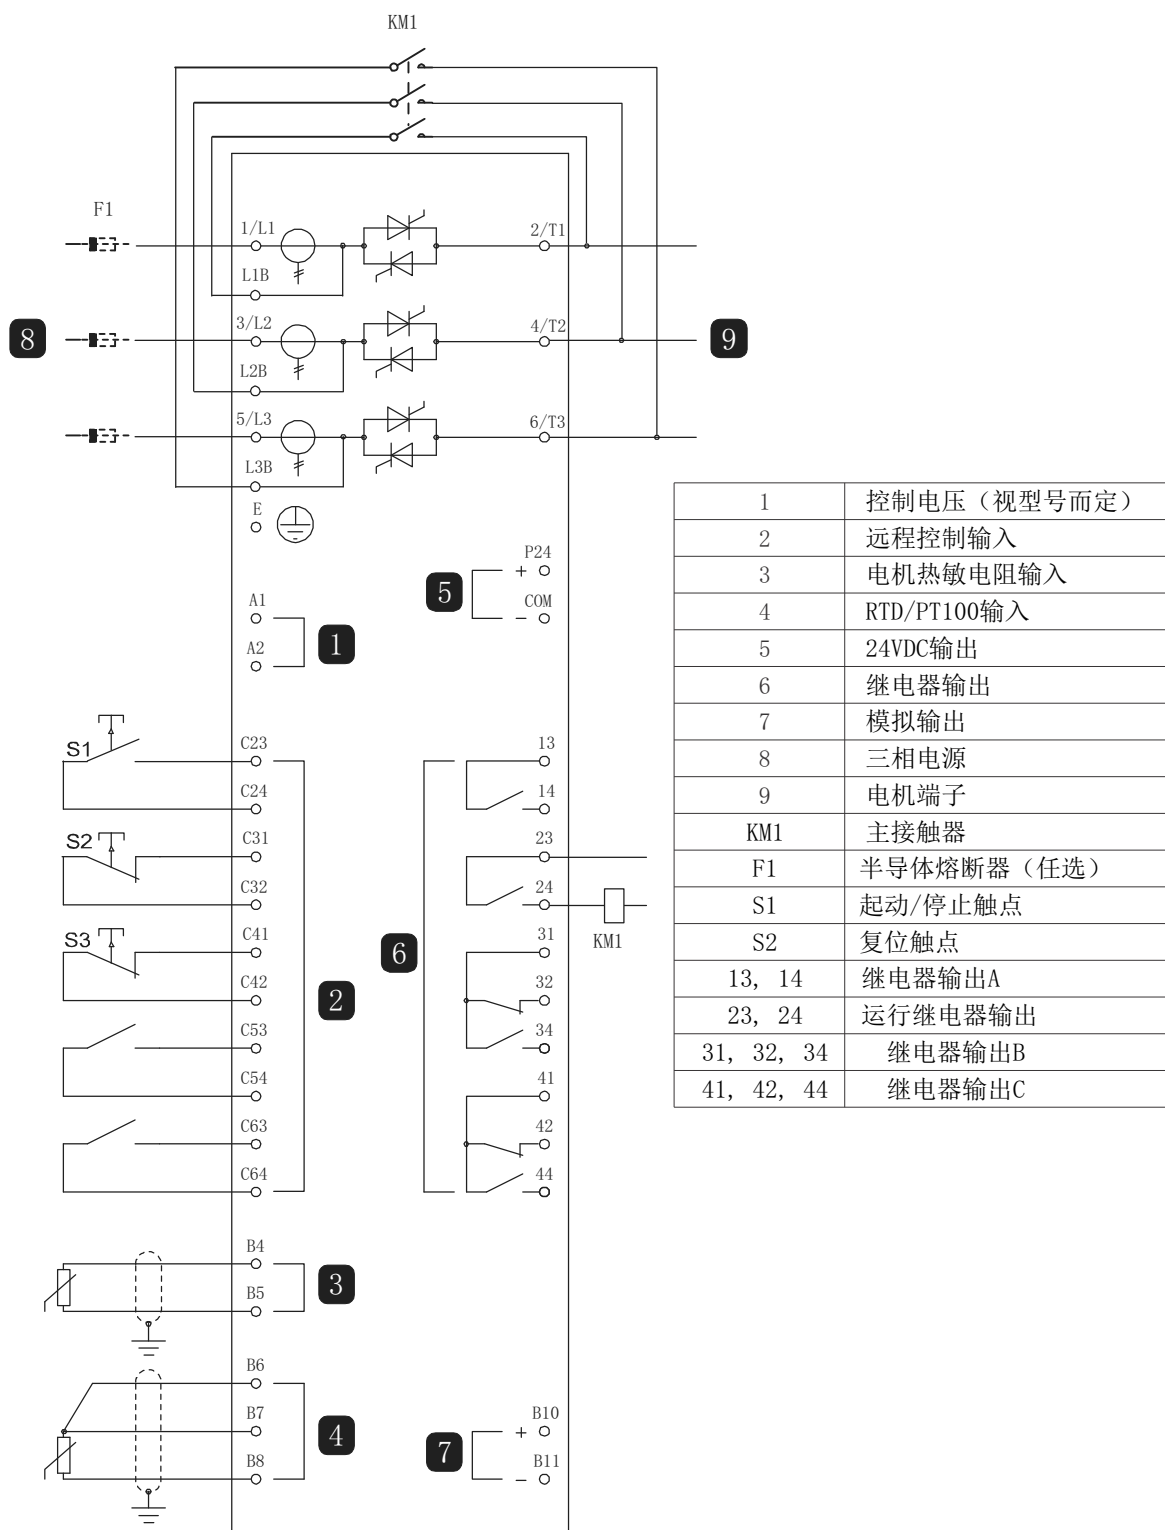 KM1
F1
1/L1
2/T1
L1B
8
3/L2
4/T2
9
L2B
5/L3
6/T3
L3B
E
P24
+
5
COM
−
A1
1
A2
S1
C23
13
C24
14
S2
C31
23
C32
24
KM1
S3
C41
31
6
C42
32
2
C53
34
C54
41
C63
42
C64
44
B4
3
B5
B6
B7
4
B8
B10
+
7
B11
−
1 控制电压（视型号而定）
2 远程控制输入
3 电机热敏电阻输入
4 RTD/PT100输入
5 24VDC输出
6 继电器输出
7 模拟输出
8 三相电源
9 电机端子
KM1 主接触器
F1 半导体熔断器（任选）
S1 起动/停止触点
S2 复位触点
13, 14 继电器输出A
23, 24 运行继电器输出
31, 32, 34 继电器输出B
41, 42, 44 继电器输出C